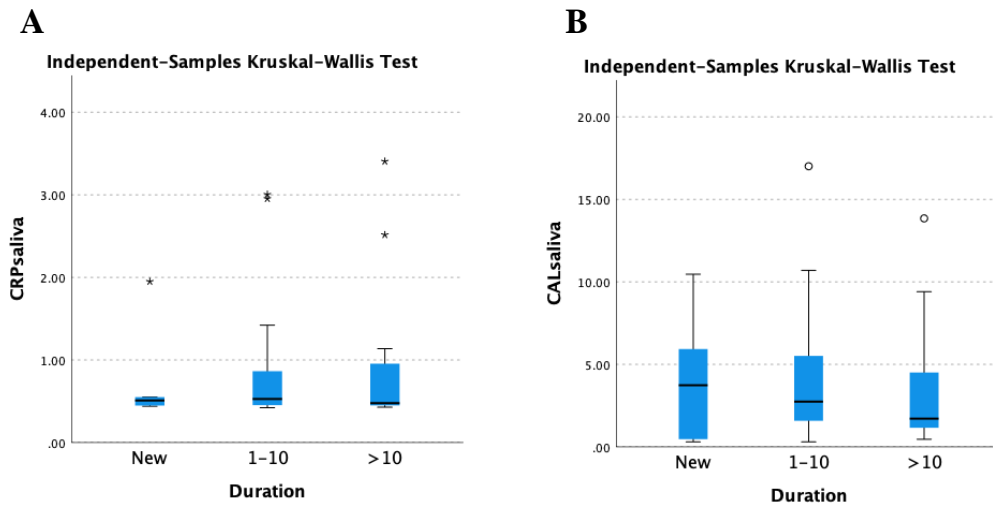 A
Independent-Samples Kruskal-Wallis Test
4.00
3.00
2.00
1.00
.00
CRPsaliva
New 1-10 >10
Duration
B
Independent-Samples Kruskal-Wallis Test
20.00
15.00
10.00
5.00
.00
CALsaliva
New 1-10 >10
Duration